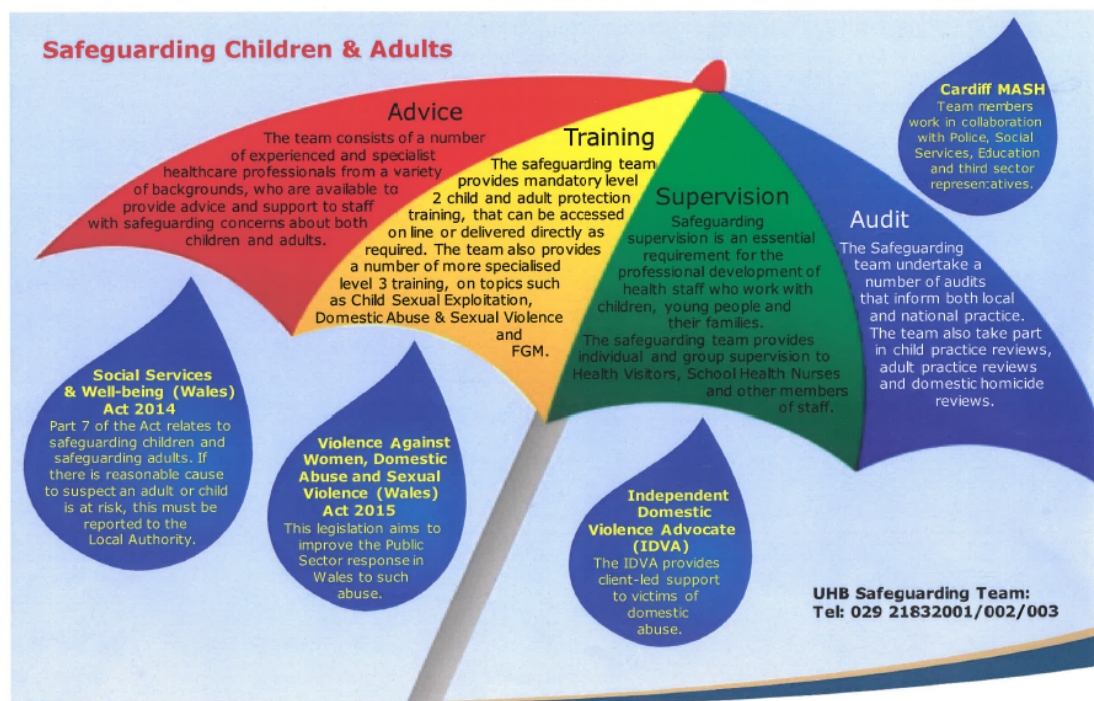 Safeguarding Children & Adults
Advice
The team consists of a number
of experienced and specialist
healthcare professionals from a variety
of backgrounds, who are available to
provide advice and support to staff
with safeguarding concerns about both
children and adults.
Training
The safeguarding team
provides mandatory level
2 child and adult protection
training, that can be accessed
on line or delivered directly as
required. The team also provides
a number of more specialised
level 3 training, on topics such
as Child Sexual Exploitation,
Domestic Abuse & Sexual Violence
and
FGM.
Supervision
Safeguarding
supervision is an essential
requirement for the
professional development of
health staff who work with
children, young people and
their families.
The safeguarding team provides
individual and group supervision to
Health Visitors, School Health Nurses
and other members
of staff.
Audit
The Safeguarding
team undertake a
number of audits
that inform both local
and national practice.
The team also take part
in child practice reviews,
adult practice reviews
and domestic homicide
reviews.
Cardiff MASH
Team members
work in collaboration
with Police, Social
Services, Education
and third sector
representatives.
Social Services
& Well-being (Wales)
Act 2014
Part 7 of the Act relates to
safeguarding children and
safeguarding adults. If
there is reasonable cause
to suspect an adult or child
is at risk, this must be
reported to the
Local Authority.
Violence Against
Women, Domestic
Abuse and Sexual
Violence (Wales)
Act 2015
This legislation aims to
improve the Public
Sector response in
Wales to such
abuse.
Independent
Domestic
Violence Advocate
(IDVA)
The IDVA provides
client-led support
to victims of
domestic
abuse.
UHB Safeguarding Team:
Tel: 029 21832001/002/003